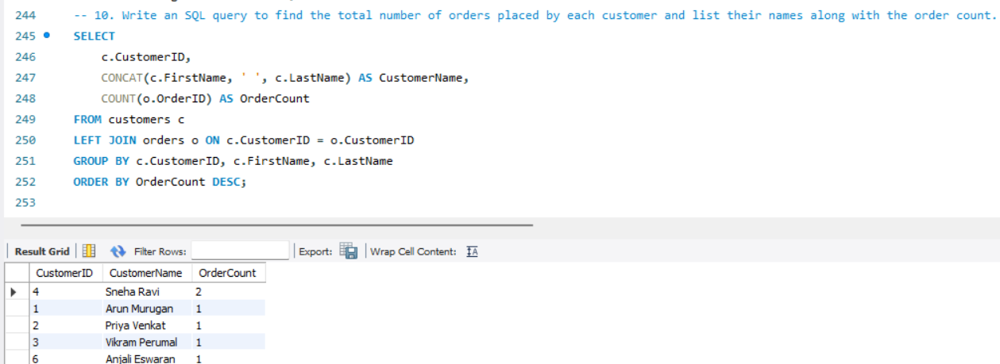 244 -- 10. Write an SQL query to find the total number of orders placed by each customer and list their names along with the order count.
245 SELECT
246 c.CustomerID,
247 CONCAT(c.FirstName, ' ', c.LastName) AS CustomerName,
248 COUNT(o.OrderID) AS OrderCount
249 FROM customers c
250 LEFT JOIN orders o ON c.CustomerID = o.CustomerID
251 GROUP BY c.CustomerID, c.FirstName, c.LastName
252 ORDER BY OrderCount DESC;
253
Result Grid Filter Rows: Export: Wrap Cell Content: IA
CustomerID CustomerName OrderCount
4 Sneha Ravi 2
1 Arun Murugan 1
2 Priya Venkat 1
3 Vikram Perumal 1
6 Anjali Eswaran 1